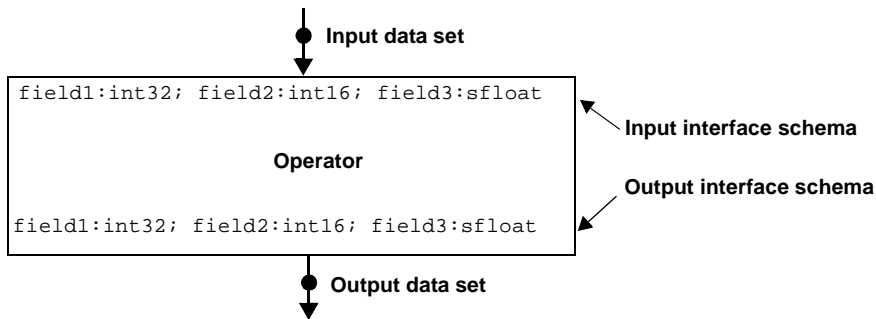 Input data set
field1:int32; field2:int16; field3:sfloat
Input interface schema
Operator
Output interface schema
field1:int32; field2:int16; field3:sfloat
Output data set